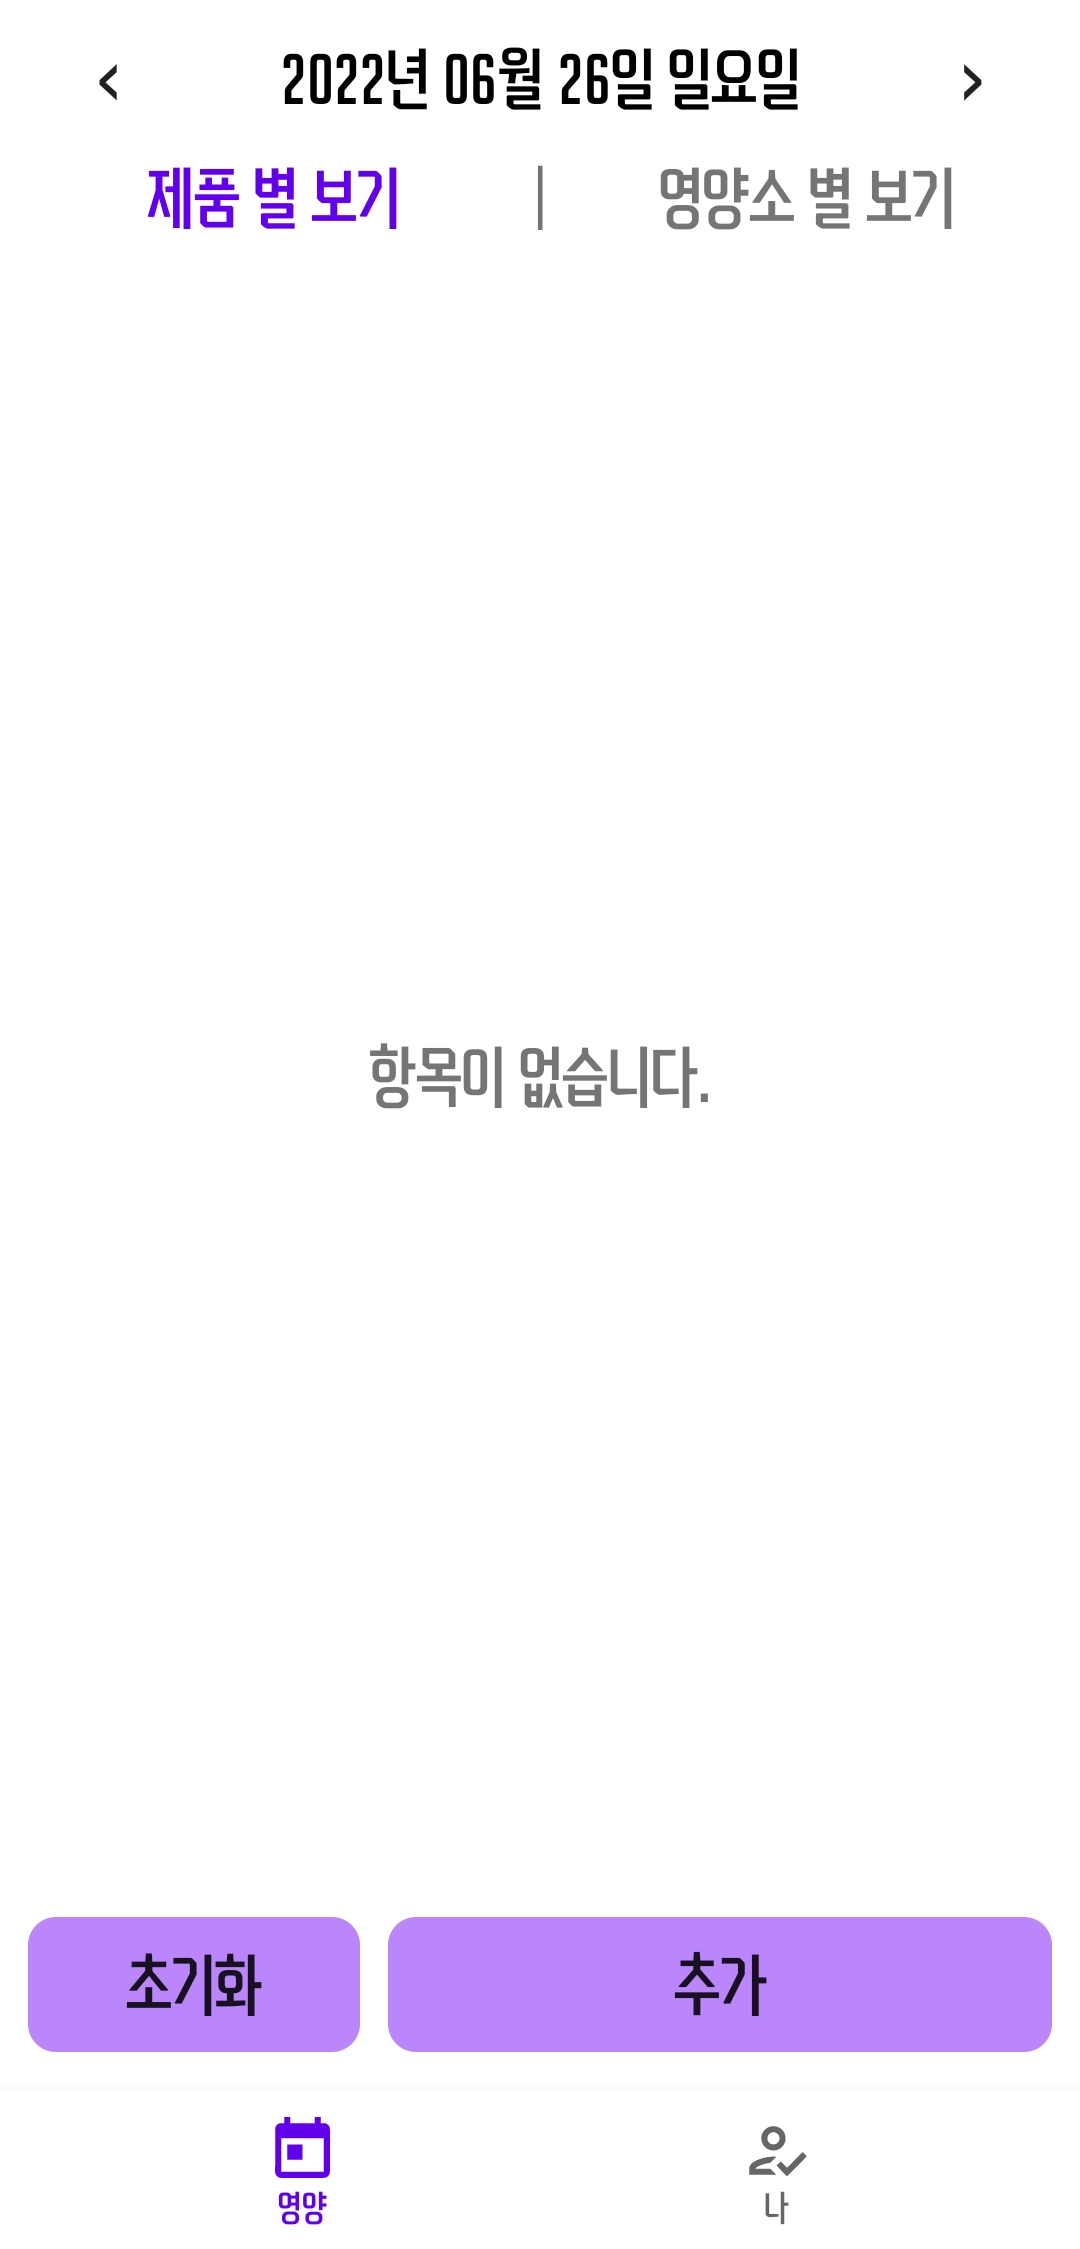 2022년 06월 26일 일요일
제품 별 보기 | 영양소 별 보기
항목이 없습니다.
초기화 추가
영양 나